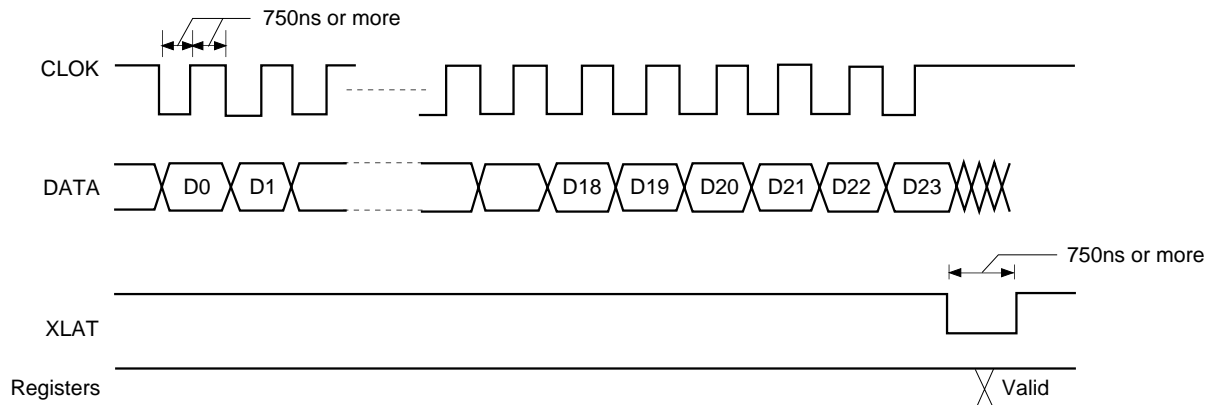 750ns or more
CLOK
DATA
D0 D1 D18 D19 D20 D21 D22 D23
750ns or more
XLAT
Registers
Valid